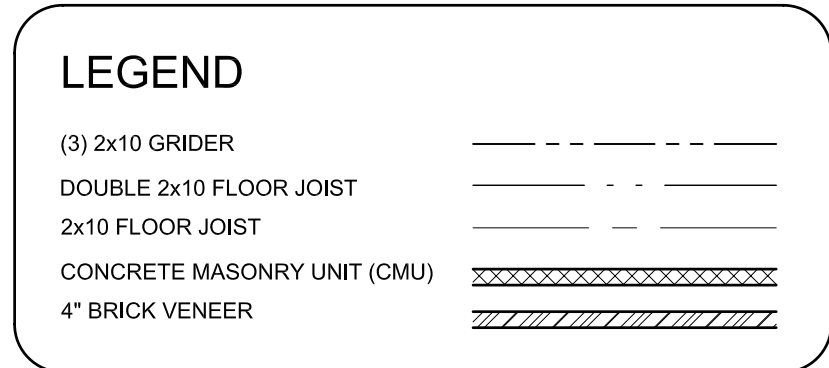 LEGEND
(3) 2x10 GRIDER
DOUBLE 2x10 FLOOR JOIST
2x10 FLOOR JOIST
CONCRETE MASONRY UNIT (CMU)
4" BRICK VENEER